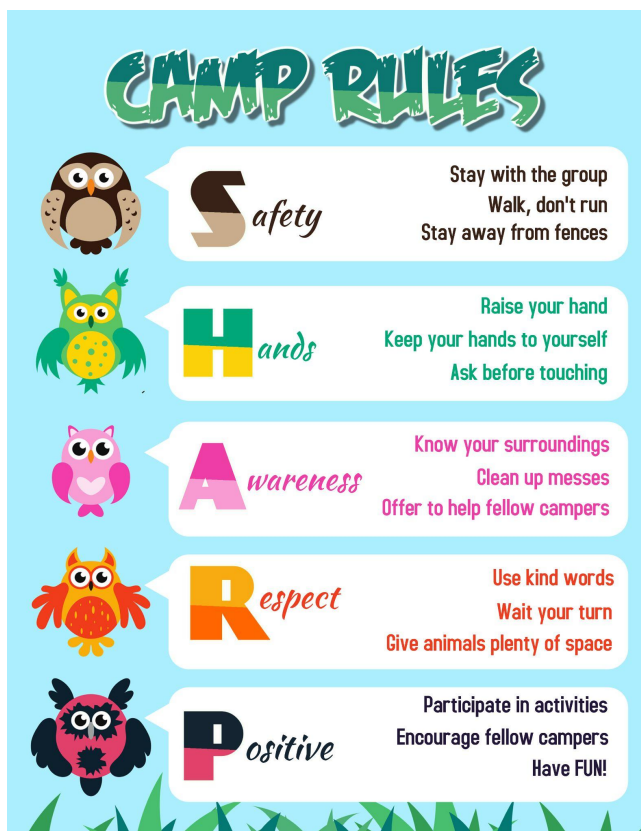 CAMP RULES
Safety
Stay with the group
Walk, don't run
Stay away from fences
Hands
Raise your hand
Keep your hands to yourself
Ask before touching
Awareness
Know your surroundings
Clean up messes
Offer to help fellow campers
Respect
Use kind words
Wait your turn
Give animals plenty of space
Positive
Participate in activities
Encourage fellow campers
Have FUN!